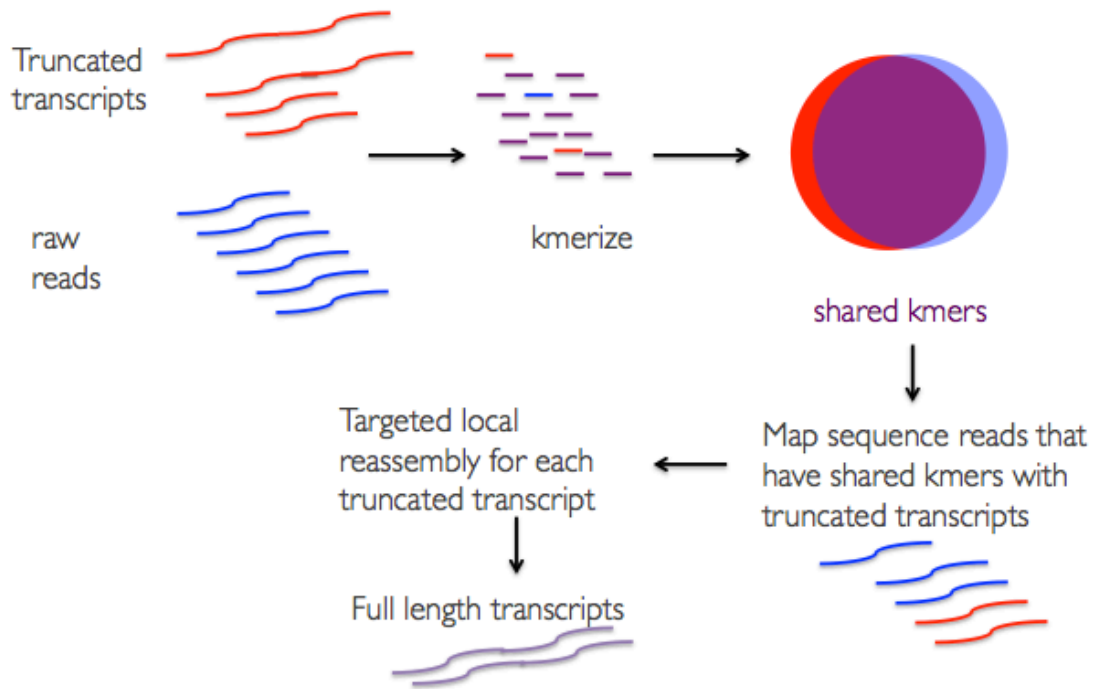 Truncated
transcripts
raw
reads
kmerize
shared kmers
Map sequence reads that
have shared kmers with
truncated transcripts
Targeted local
reassembly for each
truncated transcript
Full length transcripts